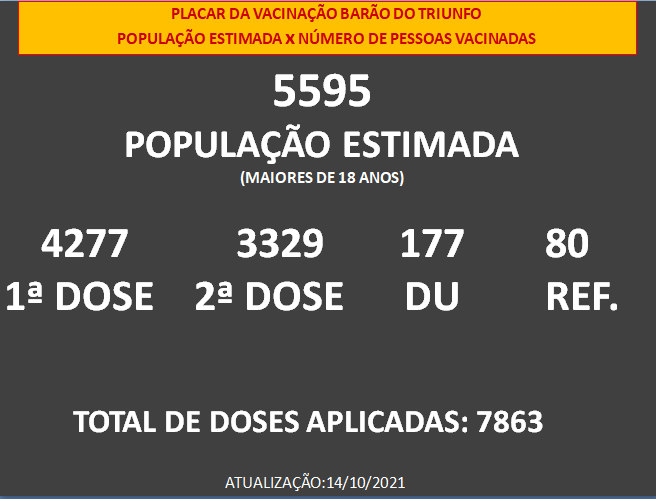 PLACAR DA VACINAÇÃO BARÃO DO TRIUNFO
POPULAÇÃO ESTIMADA X NÚMERO DE PESSOAS VACINADAS
5595
POPULAÇÃO ESTIMADA
(MAIORES DE 18 ANOS)
4277 3329 177 80
1ª DOSE 2ª DOSE DU REF.
TOTAL DE DOSES APLICADAS: 7863
ATUALIZAÇÃO:14/10/2021